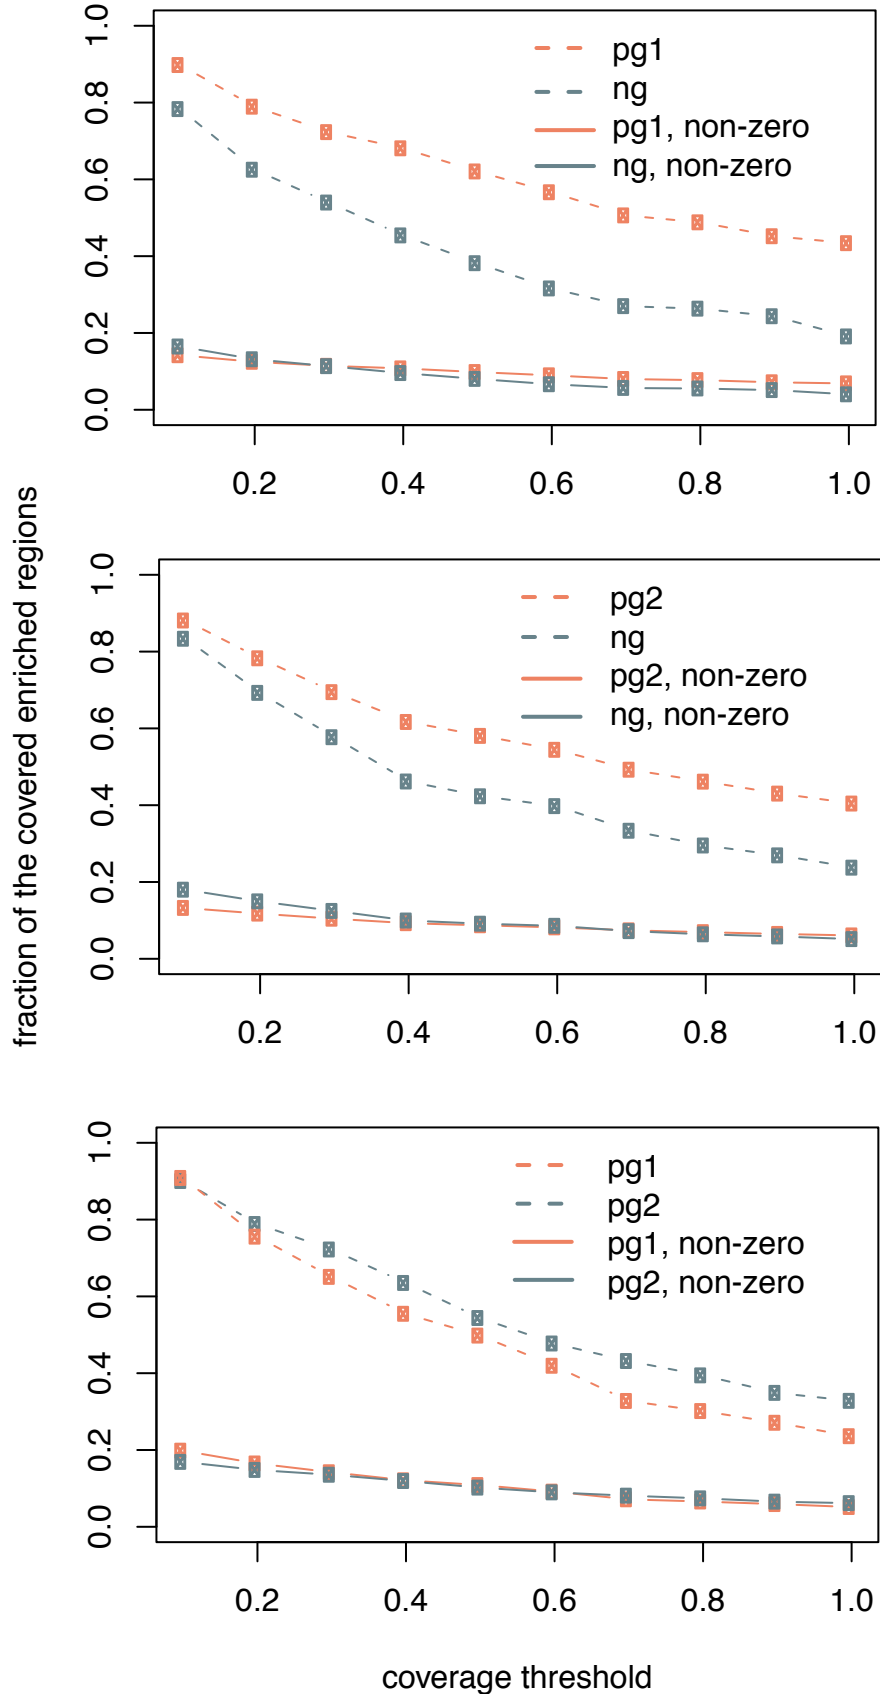 fraction of the covered enriched regions
1.0
0.8
0.6
0.4
0.2
0.0
pg1
ng
pg1, non-zero
ng, non-zero
0.2 0.4 0.6 0.8 1.0
1.0
0.8
0.6
0.4
0.2
0.0
pg2
ng
pg2, non-zero
ng, non-zero
0.2 0.4 0.6 0.8 1.0
1.0
0.8
0.6
0.4
0.2
0.0
pg1
pg2
pg1, non-zero
pg2, non-zero
0.2 0.4 0.6 0.8 1.0
coverage threshold